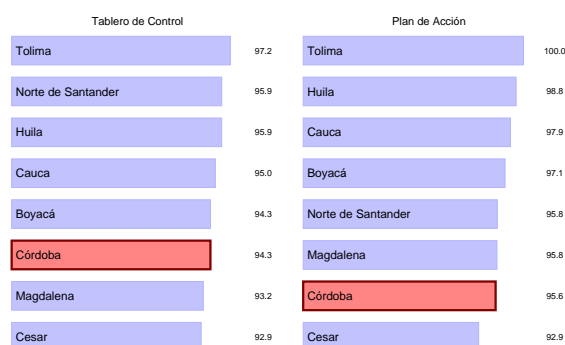 Tablero de Control
Tolima 97.2
Norte de Santander 95.9
Huila 95.9
Cauca 95.0
Boyacá 94.3
Córdoba 94.3
Magdalena 93.2
Cesar 92.9
Plan de Acción
Tolima 100.0
Huila 98.8
Cauca 97.9
Boyacá 97.1
Norte de Santander 95.8
Magdalena 95.8
Córdoba 95.6
Cesar 92.9